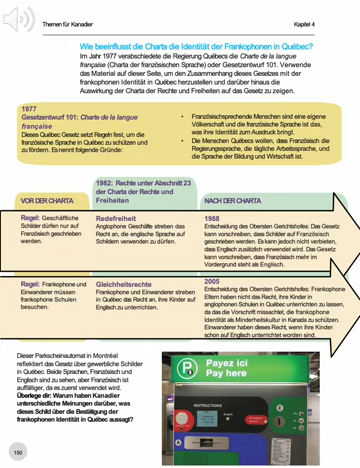 Themen für Kanadier
Kapitel 4
Wie beeinflusst die Charta die Identität der Frankophonen in Québec?
Im Jahr 1977 verabschiedete die Regierung Québecs die Charte de la langue
française (Charta der französischen Sprache) oder Gesetzentwurf 101. Verwende
das Material auf dieser Seite, um den Zusammenhang dieses Gesetzes mit der
frankophonen Identität in Québec herzustellen und darüber hinaus die
Auswirkung der Charta der Rechte und Freiheiten auf das Gesetz zu zeigen.
1977
Gesetzentwurf 101: Charte de la langue
française
Dieses Québec Gesetz setzt Regeln fest, um die
französische Sprache in Québec zu schützen und
zu fördern. Es nennt folgende Gründe:
• Französischsprechende Menschen sind eine eigene
Völkerschaft und die französische Sprache ist das,
was ihre Identität zum Ausdruck bringt.
• Die Menschen Québecs wollen, dass Französisch die
Regierungssprache, die tägliche Arbeitssprache, und
die Sprache der Bildung und Wirtschaft ist.
VOR DER CHARTA
1982: Rechte unter Abschnitt 23
der Charta der Rechte und
Freiheiten
NACH DER CHARTA
Regel: Geschäftliche
Schilder dürfen nur auf
Französisch geschrieben
werden.
Redefreiheit
Anglophone Geschäfte streben das
Recht an, die englische Sprache auf
Schildern verwenden zu dürfen.
1988
Entscheidung des Obersten Gerichtshofes: Das Gesetz
kann vorschreiben, dass Schilder auf Französisch
geschrieben werden. Es kann jedoch nicht verbieten,
dass Englisch zusätzlich verwendet wird. Das Gesetz
kann vorschreiben, dass Französisch mehr im
Vordergrund steht als Englisch.
Regel: Frankophone und
Einwanderer müssen
frankophone Schulen
besuchen.
Gleichheitsrechte
Frankophone und Einwanderer streben
in Québec das Recht an, ihre Kinder auf
Englisch zu unterrichten.
2005
Entscheidung des Obersten Gerichtshofes: Frankophone
Eltern haben nicht das Recht, ihre Kinder in
anglophonen Schulen in Québec unterrichten zu lassen,
da das die Vorschrift missachtet, die frankophone
Identität als Minderheitskultur in Kanada zu schützen.
Einwanderer haben dieses Recht, wenn ihre Kinder
schon auf Englisch unterrichtet worden sind.
Dieser Parkscheinautomat in Montréal
reflektiert das Gesetz über gewerbliche Schilder
in Québec. Beide Sprachen, Französisch und
Englisch sind zu sehen, aber Französisch ist
auffälliger, da es zuerst verwendet wird.
Überlege dir: Warum haben Kanadier
unterschiedliche Meinungen darüber, was
dieses Schild über die Bestätigung der
frankophonen Identität in Québec aussagt?
P
Payez ici
Pay here
INSTRUCTIONS
150